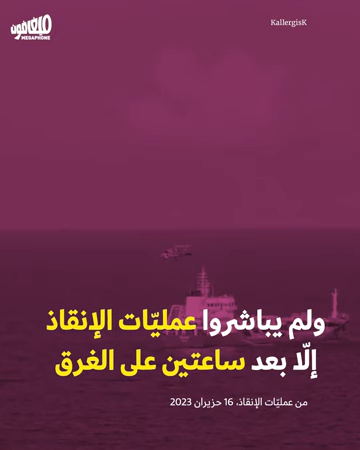 ميغافون
MEGAPHONE
KallergisK
ولم يباشروا عمليّات الإنقاذ
إلّا بعد ساعتين على الغرق
من عمليّات الإنقاذ، 16 حزيران 2023